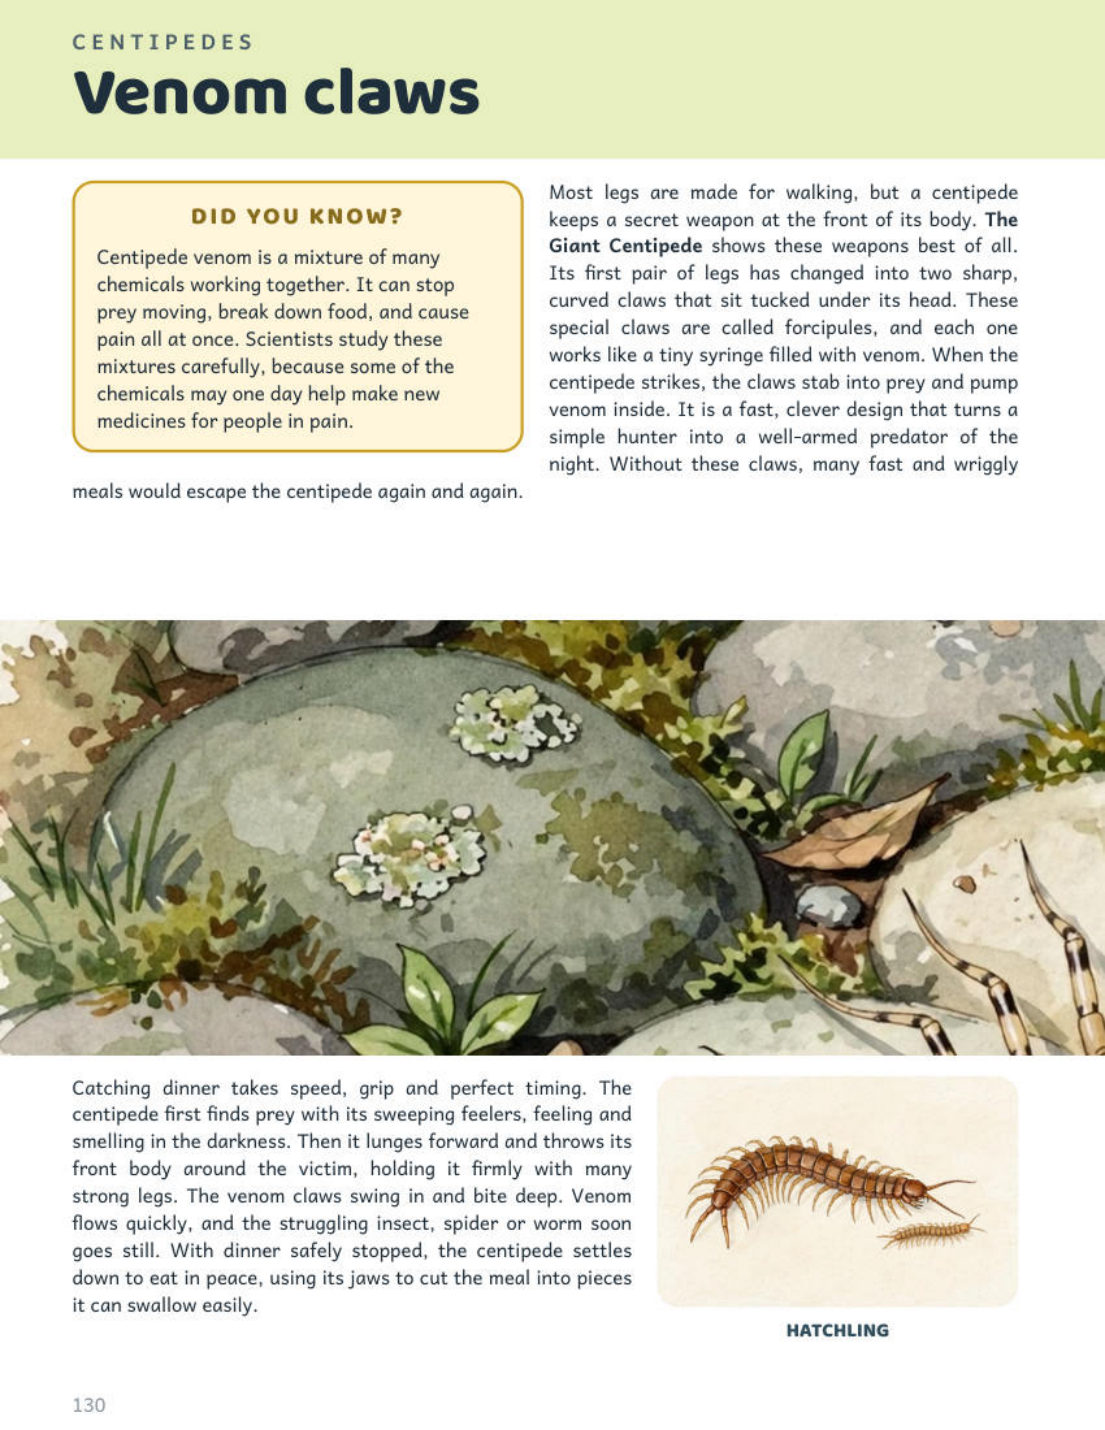 CENTIPEDES
Venom claws
DID YOU KNOW?
Centipede venom is a mixture of many
chemicals working together. It can stop
prey moving, break down food, and cause
pain all at once. Scientists study these
mixtures carefully, because some of the
chemicals may one day help make new
medicines for people in pain.
Most legs are made for walking, but a centipede
keeps a secret weapon at the front of its body. The
Giant Centipede shows these weapons best of all.
Its first pair of legs has changed into two sharp,
curved claws that sit tucked under its head. These
special claws are called forcipules, and each one
works like a tiny syringe filled with venom. When the
centipede strikes, the claws stab into prey and pump
venom inside. It is a fast, clever design that turns a
simple hunter into a well-armed predator of the
night. Without these claws, many fast and wriggly
meals would escape the centipede again and again.
Catching dinner takes speed, grip and perfect timing. The
centipede first finds prey with its sweeping feelers, feeling and
smelling in the darkness. Then it lunges forward and throws its
front body around the victim, holding it firmly with many
strong legs. The venom claws swing in and bite deep. Venom
flows quickly, and the struggling insect, spider or worm soon
goes still. With dinner safely stopped, the centipede settles
down to eat in peace, using its jaws to cut the meal into pieces
it can swallow easily.
HATCHLING
130